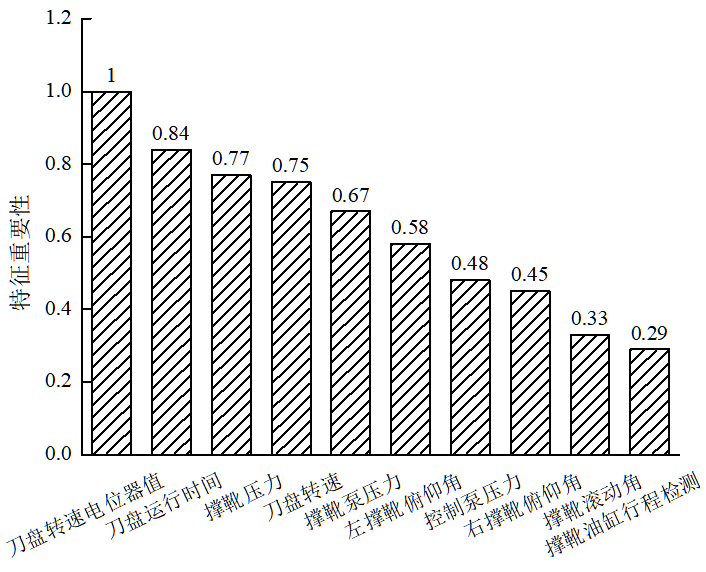 特征重要性
1.2
1.0
0.8
0.6
0.4
0.2
0.0
1
0.84
0.77
0.75
0.67
0.58
0.48
0.45
0.33
0.29
刀盘转速电位器值
刀盘运行时间
撑靴压力
刀盘转速
撑靴泵压力
左撑靴俯仰角
控制泵压力
右撑靴俯仰角
撑靴滚动角
撑靴油缸行程检测